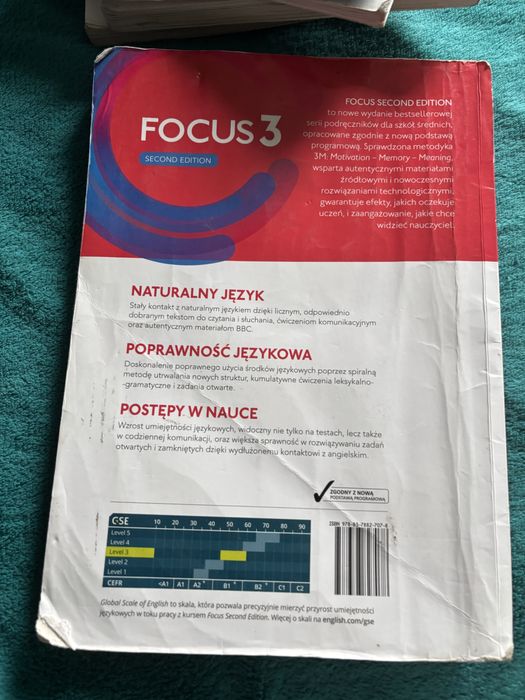 FOCUS 3
SECOND EDITION
FOCUS SECOND EDITION
to nowe wydanie bestsellerowej
serii podręczników dla szkół średnich,
opracowane zgodnie z nową podstawą
programową. Sprawdzona metodyka
3M: Motivation – Memory – Meaning,
wsparta autentycznymi materiałami
źródłowymi i nowoczesnymi
rozwiązaniami technologicznymi,
gwarantuje efekty, jakich oczekuje
uczeń, i zaangażowanie, jakie chce
widzieć nauczyciel.
NATURALNY JĘZYK
Stały kontakt z naturalnym językiem dzięki licznym, odpowiednio
dobranym tekstom do czytania i słuchania, ćwiczeniom komunikacyjnym
oraz autentycznym materiałom BBC.
POPRAWNOŚĆ JĘZYKOWA
Doskonalenie poprawnego użycia środków językowych poprzez spiralną
metodę utrwalania nowych struktur, kumulatywne ćwiczenia leksykalno-
-gramatyczne i zadania otwarte.
POSTĘPY W NAUCE
Wzrost umiejętności językowych, widoczny nie tylko na testach, lecz także
w codziennej komunikacji, oraz większa sprawność w rozwiązywaniu zadań
otwartych i zamkniętych dzięki wydłużonemu kontaktowi z angielskim.
ZGODNY Z NOWĄ
PODSTAWĄ PROGRAMOWĄ
GSE 10 20 30 40 50 60 70 80 90
Level 5
Level 4
Level 3
Level 2
Level 1
CEFR <A1 A1 A2+ B1+ B2+ C1 C2
ISBN 978-83-7882-707-8
Global Scale of English to skala, która pozwala precyzyjnie mierzyć przyrost umiejętności
językowych w toku pracy z kursem Focus Second Edition. Więcej o skali na english.com/gse